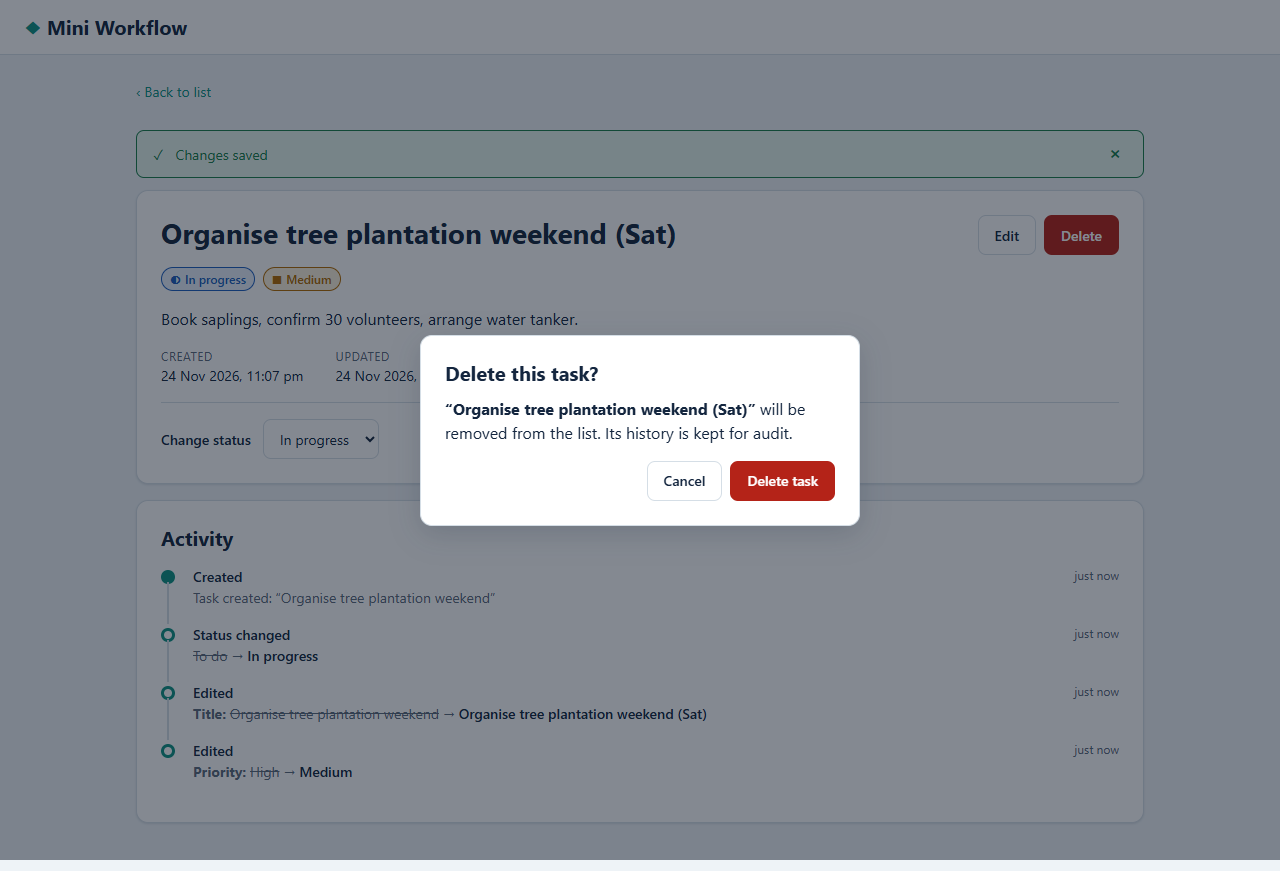 Mini Workflow
‹ Back to list
✓ Changes saved ×
Organise tree plantation weekend (Sat)
Edit
Delete
In progress
Medium
Book saplings, confirm 30 volunteers, arrange water tanker.
CREATED
24 Nov 2026, 11:07 pm
UPDATED
24 Nov 2026,
Change status
In progress
Delete this task?
“Organise tree plantation weekend (Sat)” will be
removed from the list. Its history is kept for audit.
Cancel
Delete task
Activity
Created just now
Task created: “Organise tree plantation weekend”
Status changed just now
To do → In progress
Edited just now
Title: Organise tree plantation weekend → Organise tree plantation weekend (Sat)
Edited just now
Priority: High → Medium